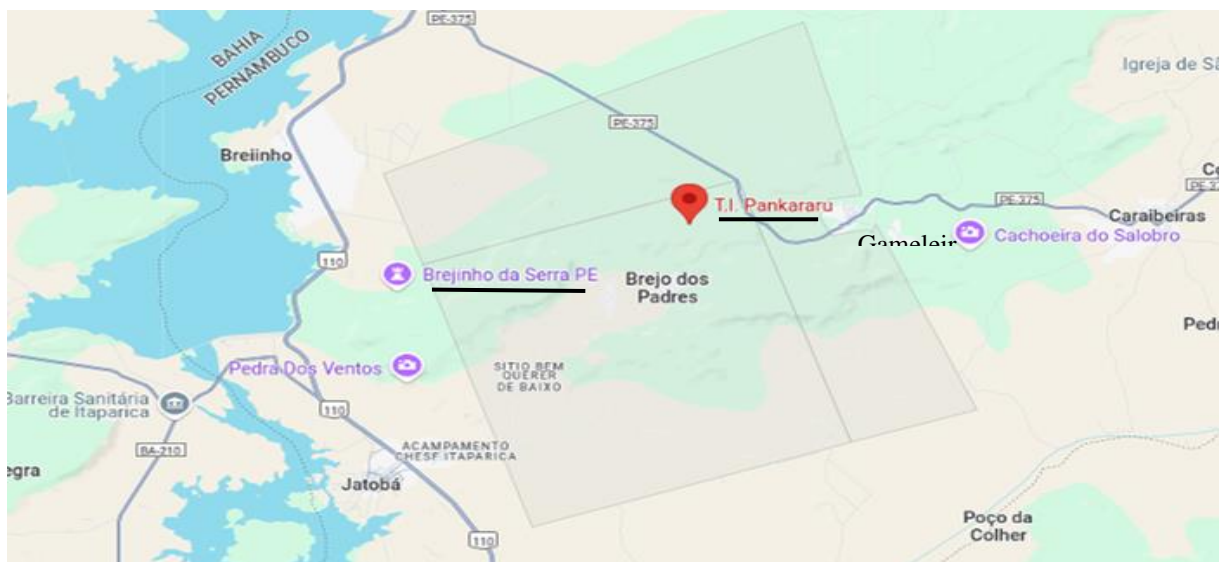 PE-375
BAHIA
PERNAMBUCO
Igreja de Sã
PE-375
Breiinho
T.I. Pankararu
PE-375
Caraibeiras
Gameleir
Cachoeira do Salobro
110
Brejinho da Serra PE
Brejo dos
Padres
Pedra Dos Ventos
SITIO BEM
QUERER
DE BAIXO
Barreira Sanitária
de Itaparica
110
BA-210
ACAMPAMENTO
CHESF ITAPARICA
egra
Jatobá
Poço da
Colher
110